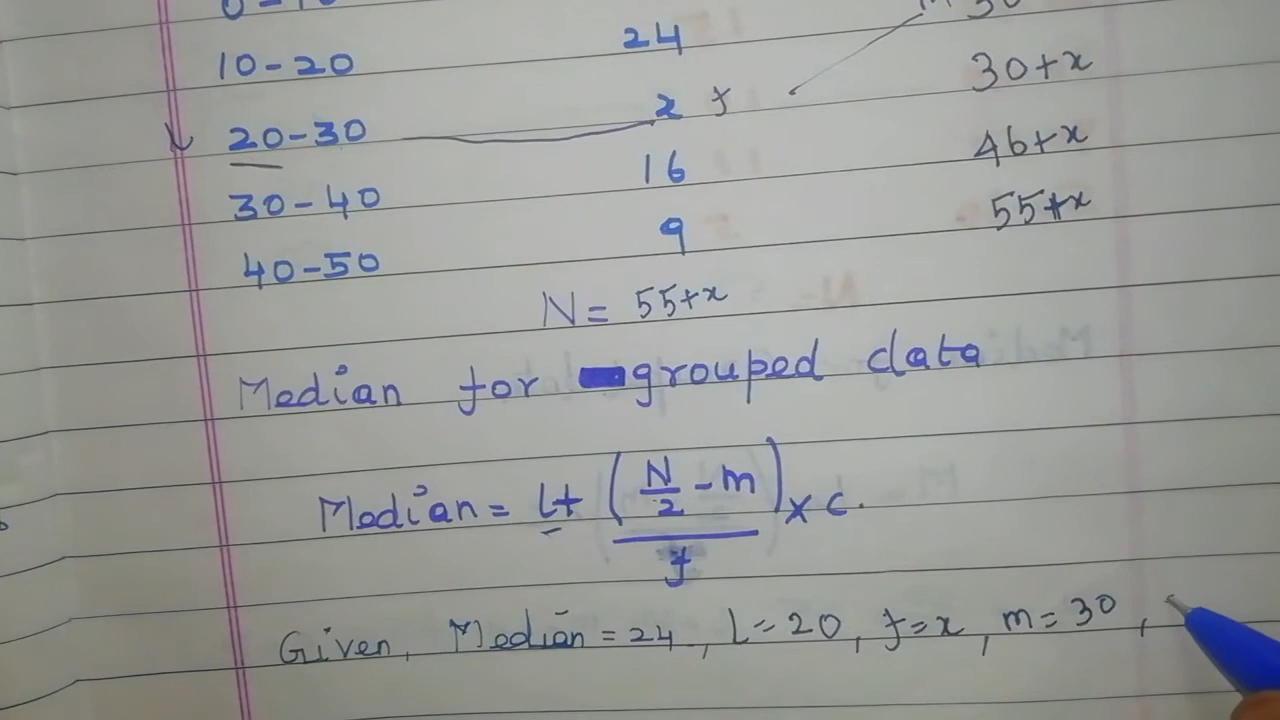 10-20 24
30+x
20-30 x f
46+x
30-40 16
55+x
40-50 9
N= 55+x
Median for grouped data
Median = l+ (N/2 - m)/f × c.
Given, Median = 24, L=20, f=x, m=30,